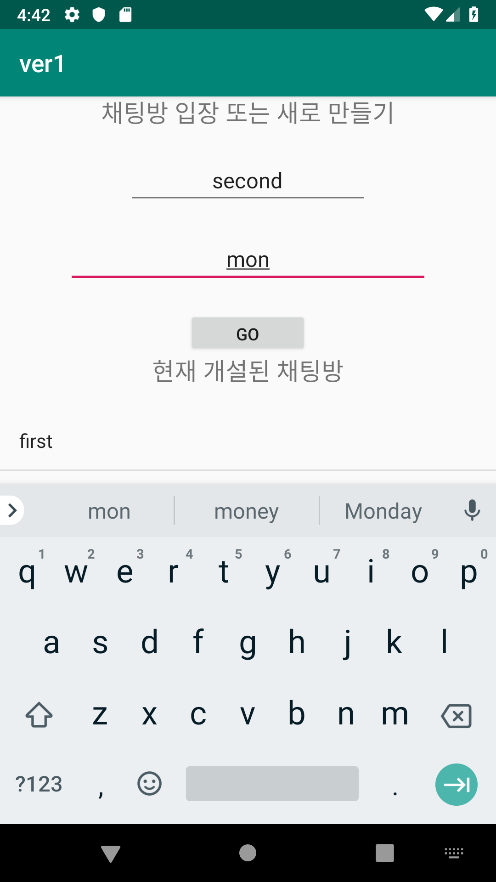 4:42
ver1
채팅방 입장 또는 새로 만들기
second
mon
GO
현재 개설된 채팅방
first
mon money Monday
1 2 3 4 5 6 7 8 9 0
q w e r t y u i o p
a s d f g h j k l
z x c v b n m
?123 , .